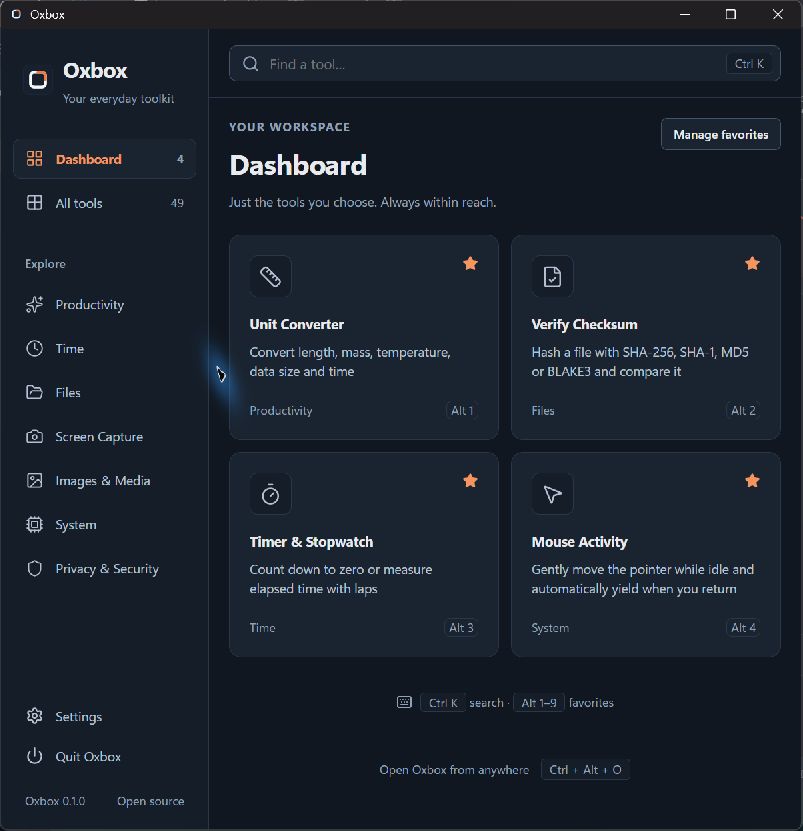 Oxbox
Oxbox
Your everyday toolkit
Dashboard 4
All tools 49
Explore
Productivity
Time
Files
Screen Capture
Images & Media
System
Privacy & Security
Settings
Quit Oxbox
Oxbox 0.1.0 Open source
Find a tool... Ctrl K
YOUR WORKSPACE
Manage favorites
Dashboard
Just the tools you choose. Always within reach.
Unit Converter
Convert length, mass, temperature,
data size and time
Productivity Alt 1
Verify Checksum
Hash a file with SHA-256, SHA-1, MD5
or BLAKE3 and compare it
Files Alt 2
Timer & Stopwatch
Count down to zero or measure
elapsed time with laps
Time Alt 3
Mouse Activity
Gently move the pointer while idle and
automatically yield when you return
System Alt 4
Ctrl K search · Alt 1–9 favorites
Open Oxbox from anywhere Ctrl + Alt + O